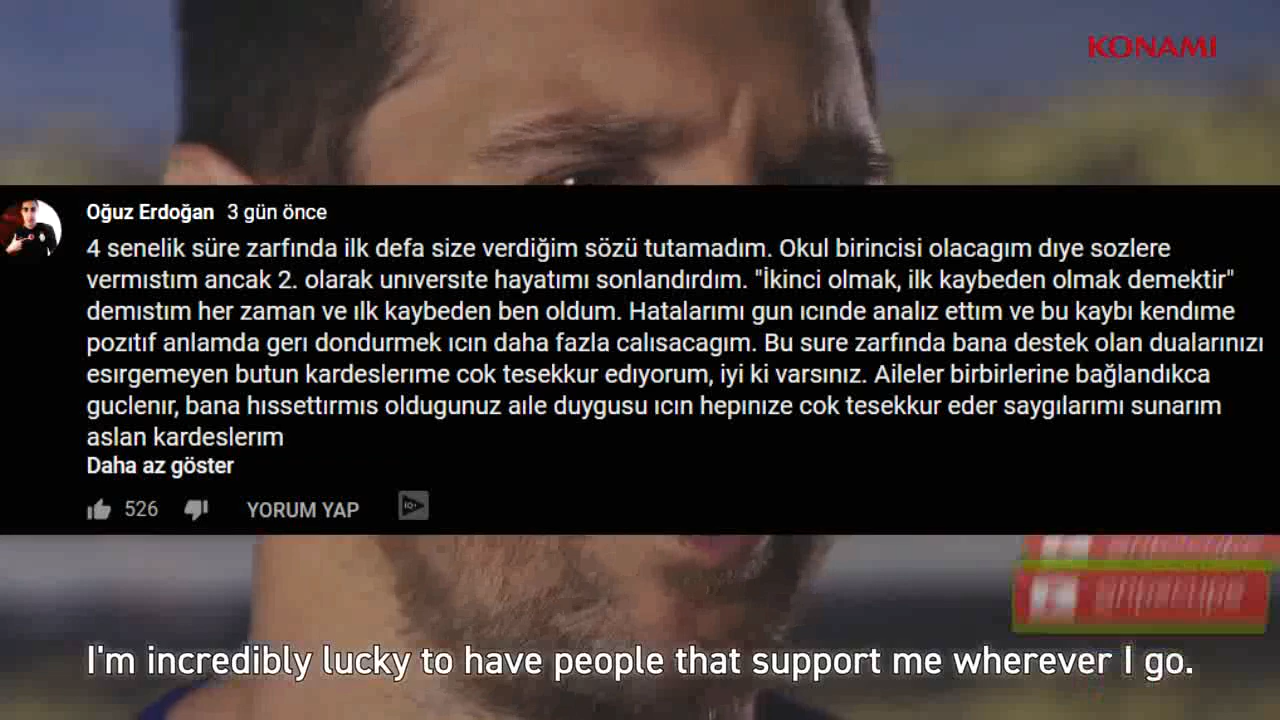 KONAMI
Oğuz Erdoğan 3 gün önce
4 senelik süre zarfında ilk defa size verdiğim sözü tutamadım. Okul birincisi olacagım dıye sozlere
vermıstım ancak 2. olarak unıversıte hayatımı sonlandırdım. "İkinci olmak, ilk kaybeden olmak demektir"
demıstım her zaman ve ılk kaybeden ben oldum. Hatalarımı gun ıcınde analız ettım ve bu kaybı kendıme
pozıtıf anlamda gerı dondurmek ıcın daha fazla calısacagım. Bu sure zarfında bana destek olan dualarınızı
esırgemeyen butun kardeslerıme cok tesekkur edıyorum, iyi ki varsınız. Aileler birbirlerine bağlandıkca
guclenır, bana hıssettırmıs oldugunuz aıle duygusu ıcın hepınıze cok tesekkur eder saygılarımı sunarım
aslan kardeslerım
Daha az göster
526 YORUM YAP
I'm incredibly lucky to have people that support me wherever I go.